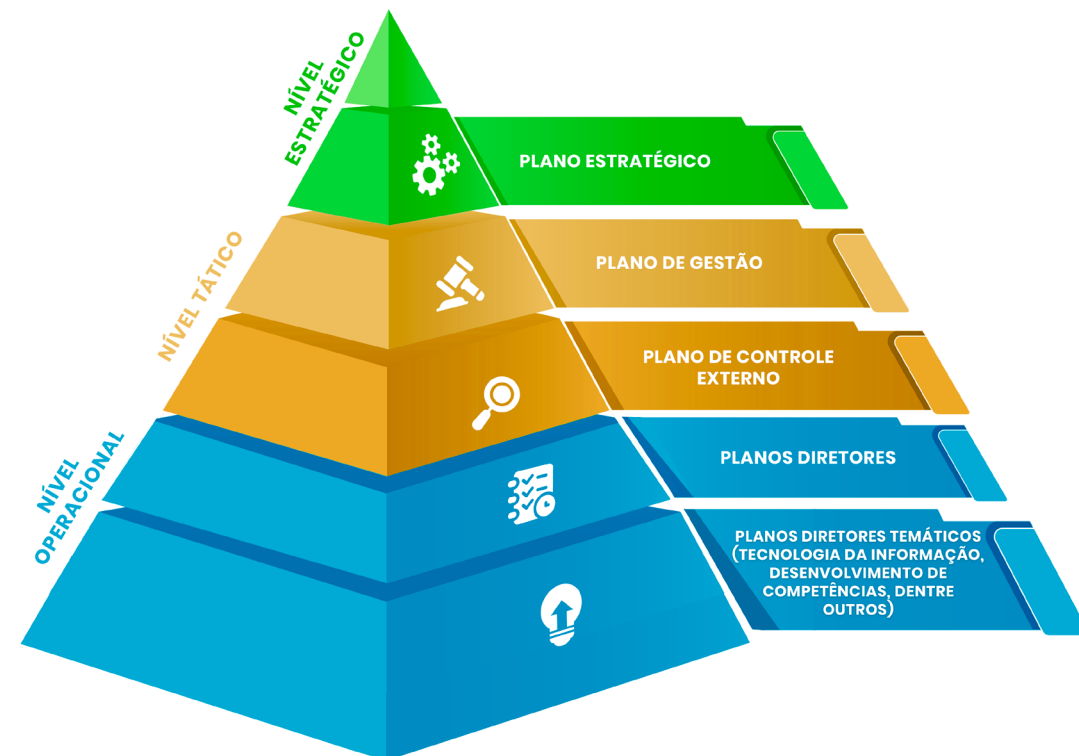 NÍVEL
ESTRATÉGICO
PLANO ESTRATÉGICO
NÍVEL TÁTICO
PLANO DE GESTÃO
PLANO DE CONTROLE
EXTERNO
NÍVEL
OPERACIONAL
PLANOS DIRETORES
PLANOS DIRETORES TEMÁTICOS
(TECNOLOGIA DA INFORMAÇÃO,
DESENVOLVIMENTO DE
COMPETÊNCIAS, DENTRE
OUTROS)